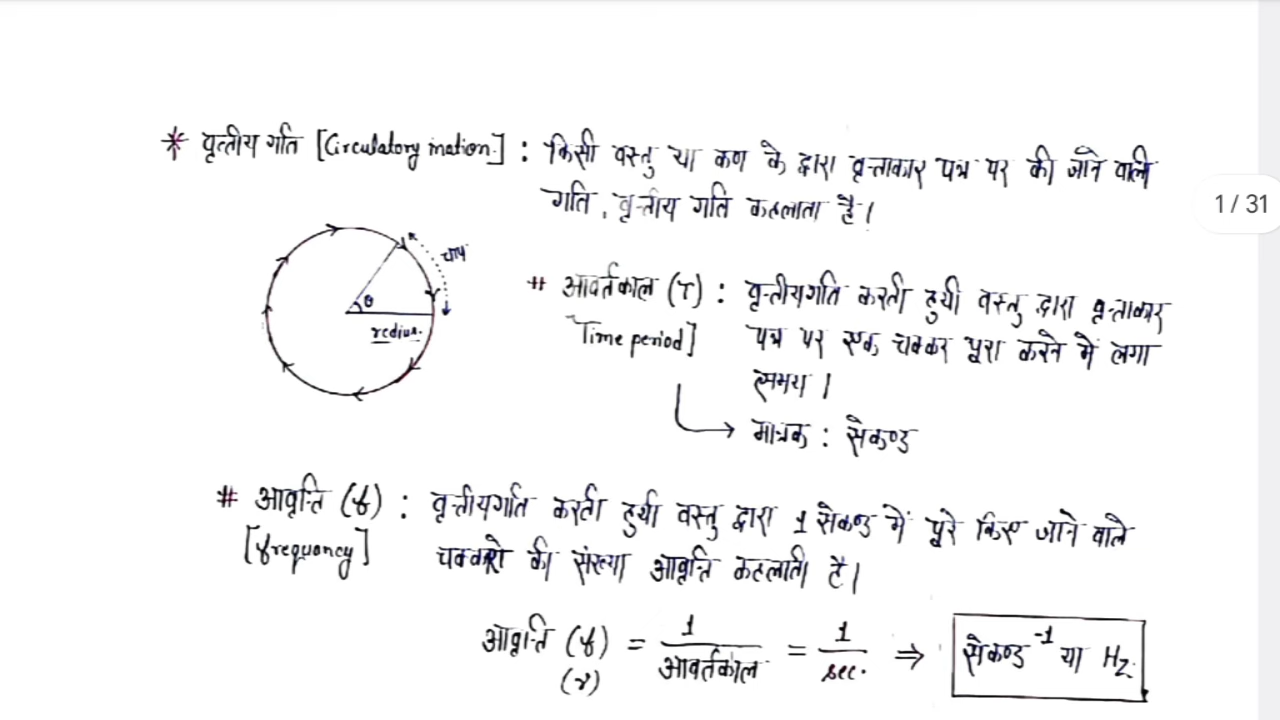 * वृत्तीय गति [Circulatory motion] : किसी वस्तु या कण के द्वारा वृत्ताकार पथ पर की जाने वाली
गति, वृत्तीय गति कहलाता है।
1 / 31
चाप
θ
redius.
# आवर्तकाल (T) : वृत्तीयगति करती हुयी वस्तु द्वारा वृत्ताकार
Time period] पथ पर एक चक्कर पूरा करने में लगा
समय।
→ मात्रक : सेकण्ड
# आवृत्ति (f) : वृत्तीयगति करती हुयी वस्तु द्वारा 1 सेकण्ड में पूरे किए जाने वाले
[frequency] चक्करो की संख्या आवृत्ति कहलाती है।
आवृत्ति (f) = 1/आवर्तकाल = 1/sec. ⇒ सेकण्ड⁻¹ या Hz
(ν)